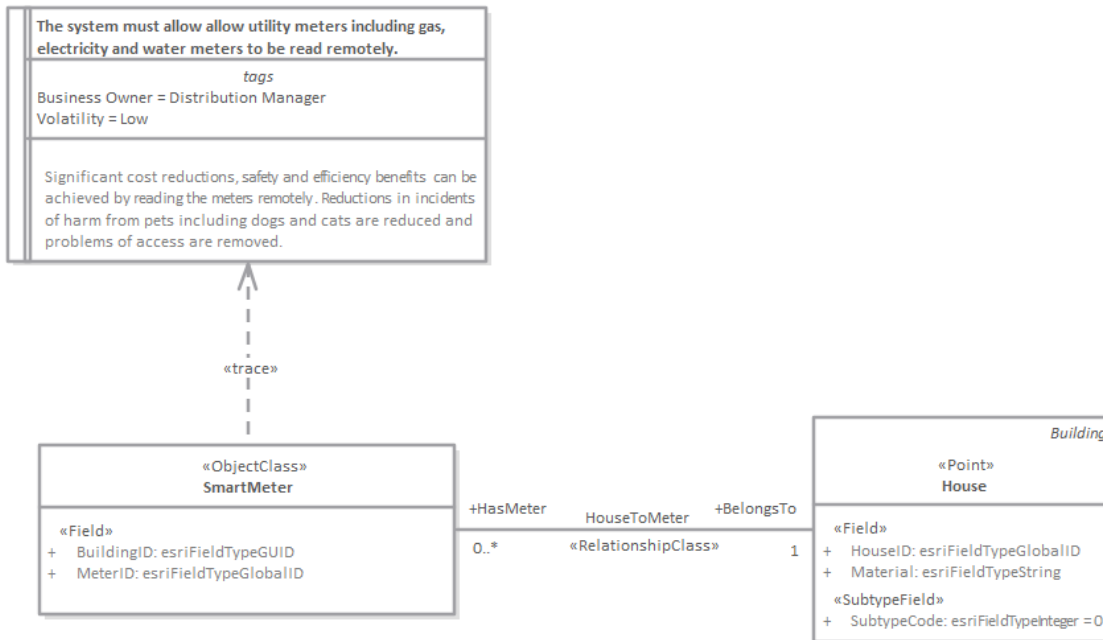 The system must allow allow utility meters including gas,
electricity and water meters to be read remotely.
tags
Business Owner = Distribution Manager
Volatility = Low
Significant cost reductions, safety and efficiency benefits can be
achieved by reading the meters remotely. Reductions in incidents
of harm from pets including dogs and cats are reduced and
problems of access are removed.
«trace»
«ObjectClass»
SmartMeter
«Field»
+ BuildingID: esriFieldTypeGUID
+ MeterID: esriFieldTypeGlobalID
+HasMeter
HouseToMeter
+BelongsTo
0..*
«RelationshipClass»
1
Building
«Point»
House
«Field»
+ HouseID: esriFieldTypeGlobalID
+ Material: esriFieldTypeString
«SubtypeField»
+ SubtypeCode: esriFieldTypeInteger = 0